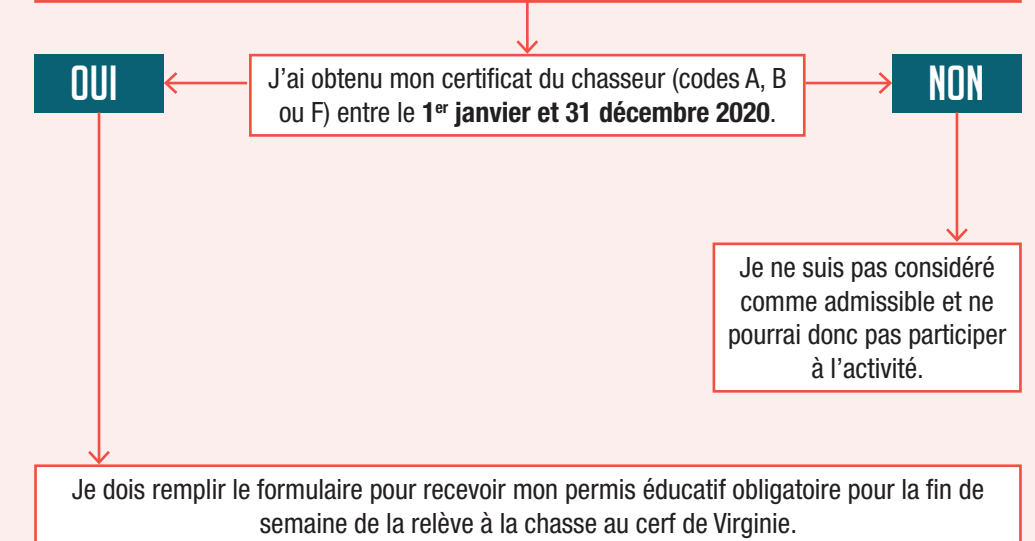 OUI
J'ai obtenu mon certificat du chasseur (codes A, B
ou F) entre le 1er janvier et 31 décembre 2020.
NON
Je ne suis pas considéré
comme admissible et ne
pourrai donc pas participer
à l'activité.
Je dois remplir le formulaire pour recevoir mon permis éducatif obligatoire pour la fin de
semaine de la relève à la chasse au cerf de Virginie.